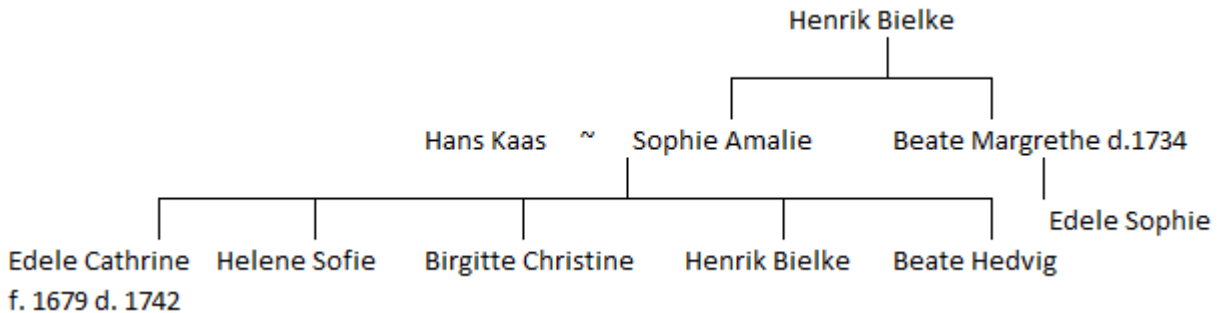 Henrik Bielke
Hans Kaas ~ Sophie Amalie Beate Margrethe d.1734
Edele Sophie
Edele Cathrine Helene Sofie Birgitte Christine Henrik Bielke Beate Hedvig
f. 1679 d. 1742